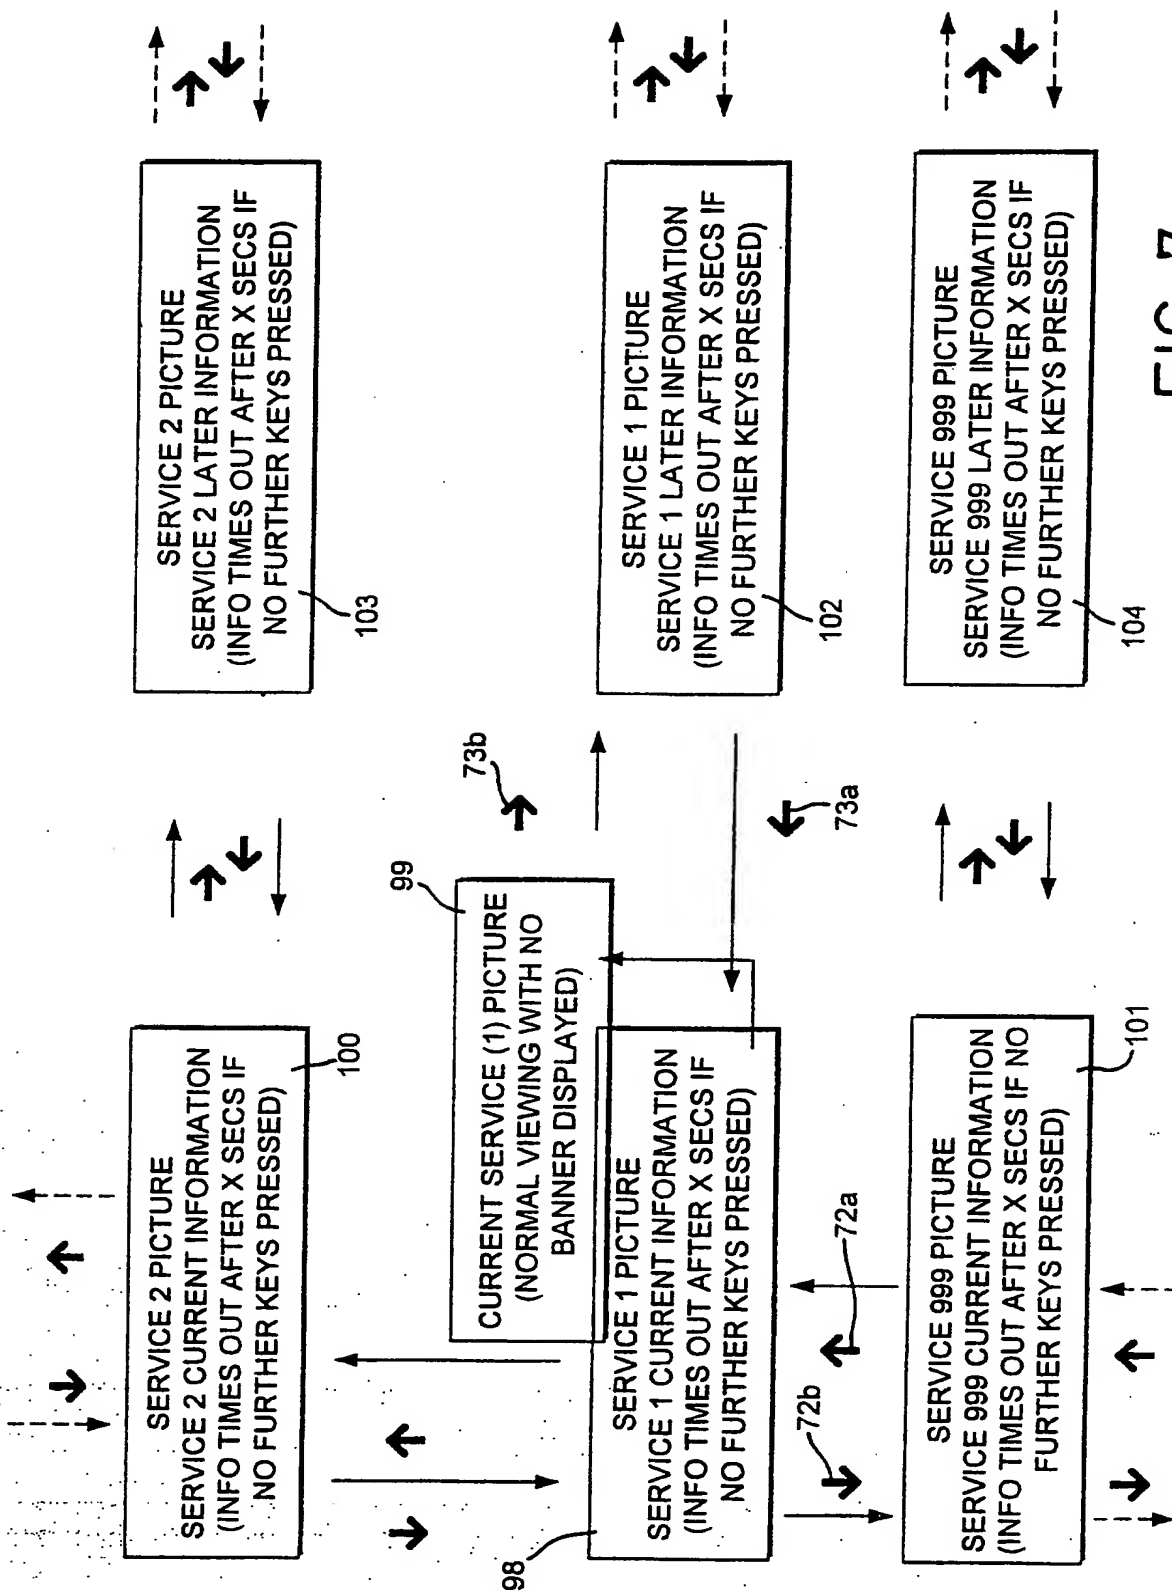 SERVICE 2 PICTURE
SERVICE 2 CURRENT INFORMATION
(INFO TIMES OUT AFTER X SECS IF
NO FURTHER KEYS PRESSED)
100
SERVICE 2 PICTURE
SERVICE 2 LATER INFORMATION
(INFO TIMES OUT AFTER X SECS IF
NO FURTHER KEYS PRESSED)
103
99
CURRENT SERVICE (1) PICTURE
(NORMAL VIEWING WITH NO
BANNER DISPLAYED)
73b
98
SERVICE 1 PICTURE
SERVICE 1 CURRENT INFORMATION
(INFO TIMES OUT AFTER X SECS IF
NO FURTHER KEYS PRESSED)
73a
SERVICE 1 PICTURE
SERVICE 1 LATER INFORMATION
(INFO TIMES OUT AFTER X SECS IF
NO FURTHER KEYS PRESSED)
102
72b
72a
SERVICE 999 PICTURE
SERVICE 999 CURRENT INFORMATION
(INFO TIMES OUT AFTER X SECS IF NO
FURTHER KEYS PRESSED)
101
SERVICE 999 PICTURE
SERVICE 999 LATER INFORMATION
(INFO TIMES OUT AFTER X SECS IF
NO FURTHER KEYS PRESSED)
104